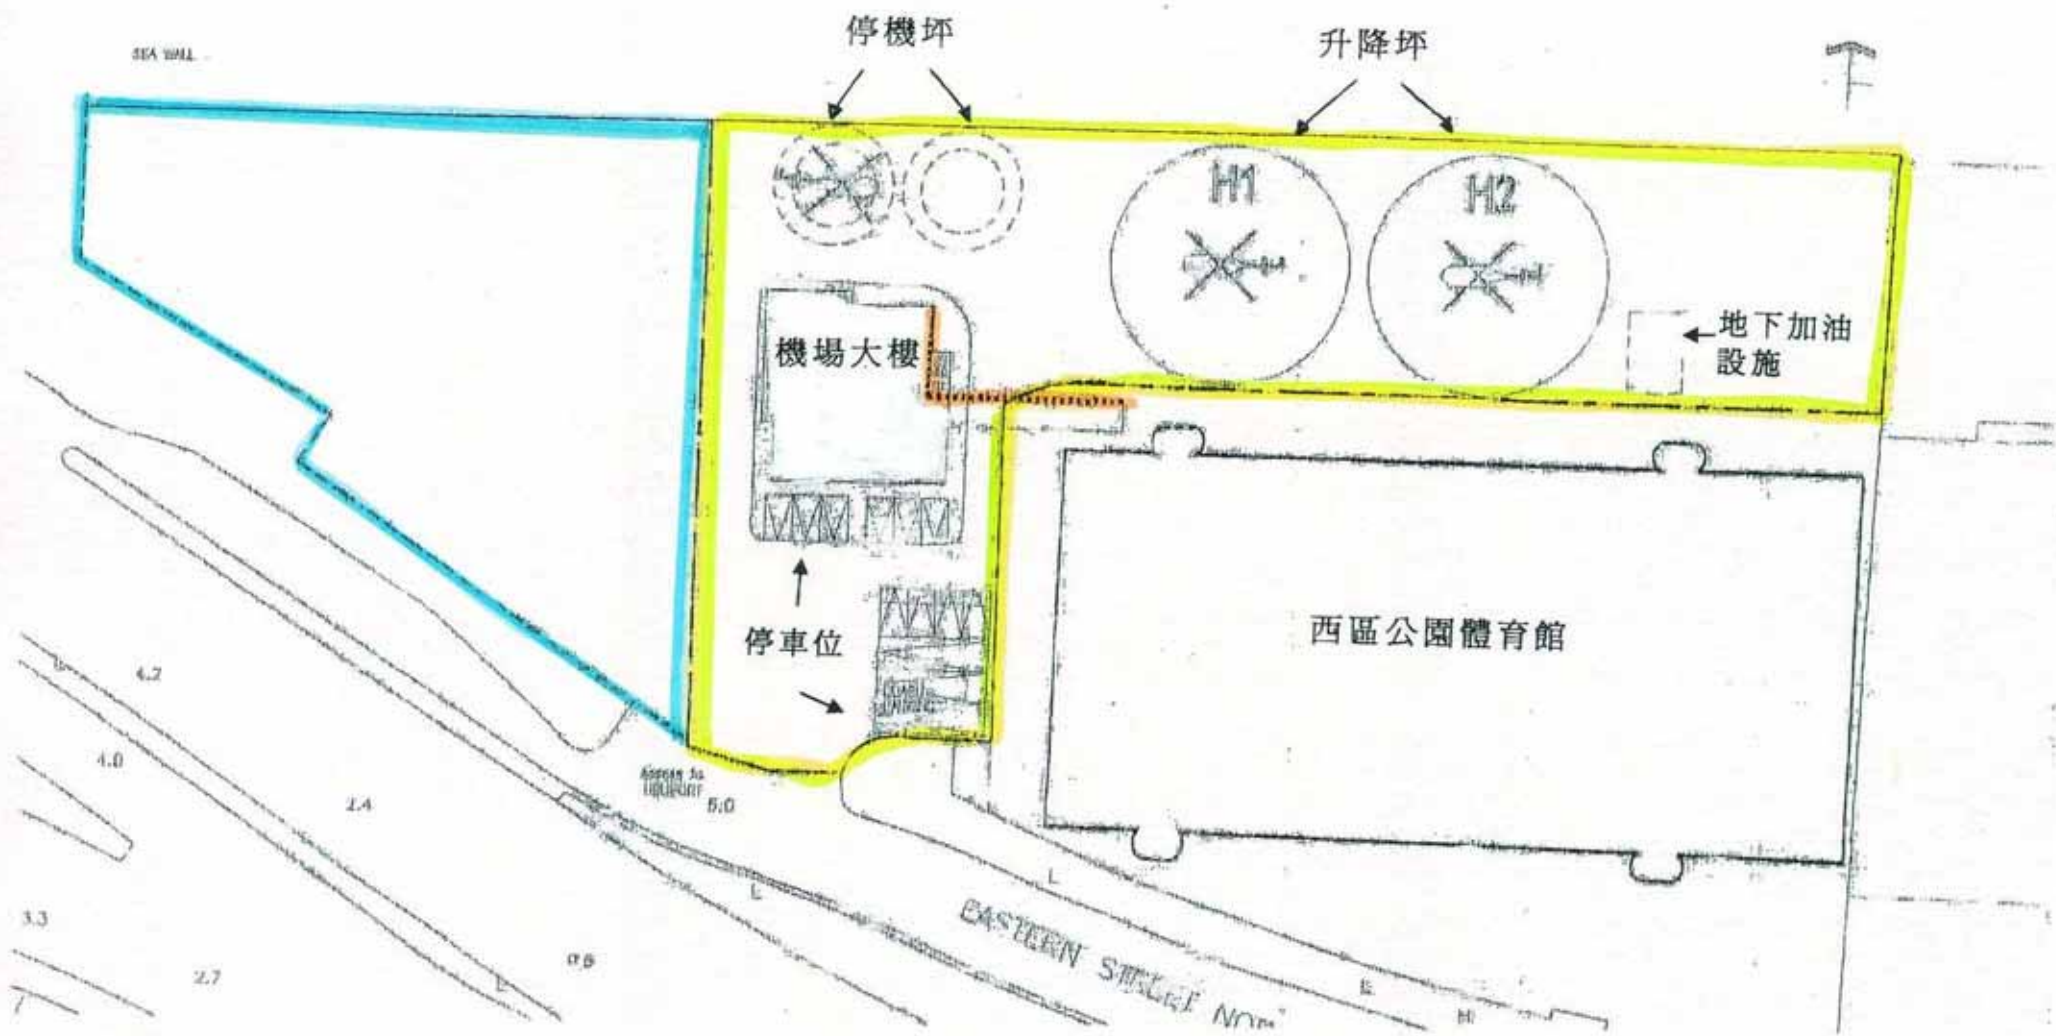 停機坪
升降坪
SEA WALL
H1
H2
地下加油
設施
機場大樓
停車位
西區公園體育館
4.2
4.0
2.4
5.0
3.3
2.7
EASTERN STREET